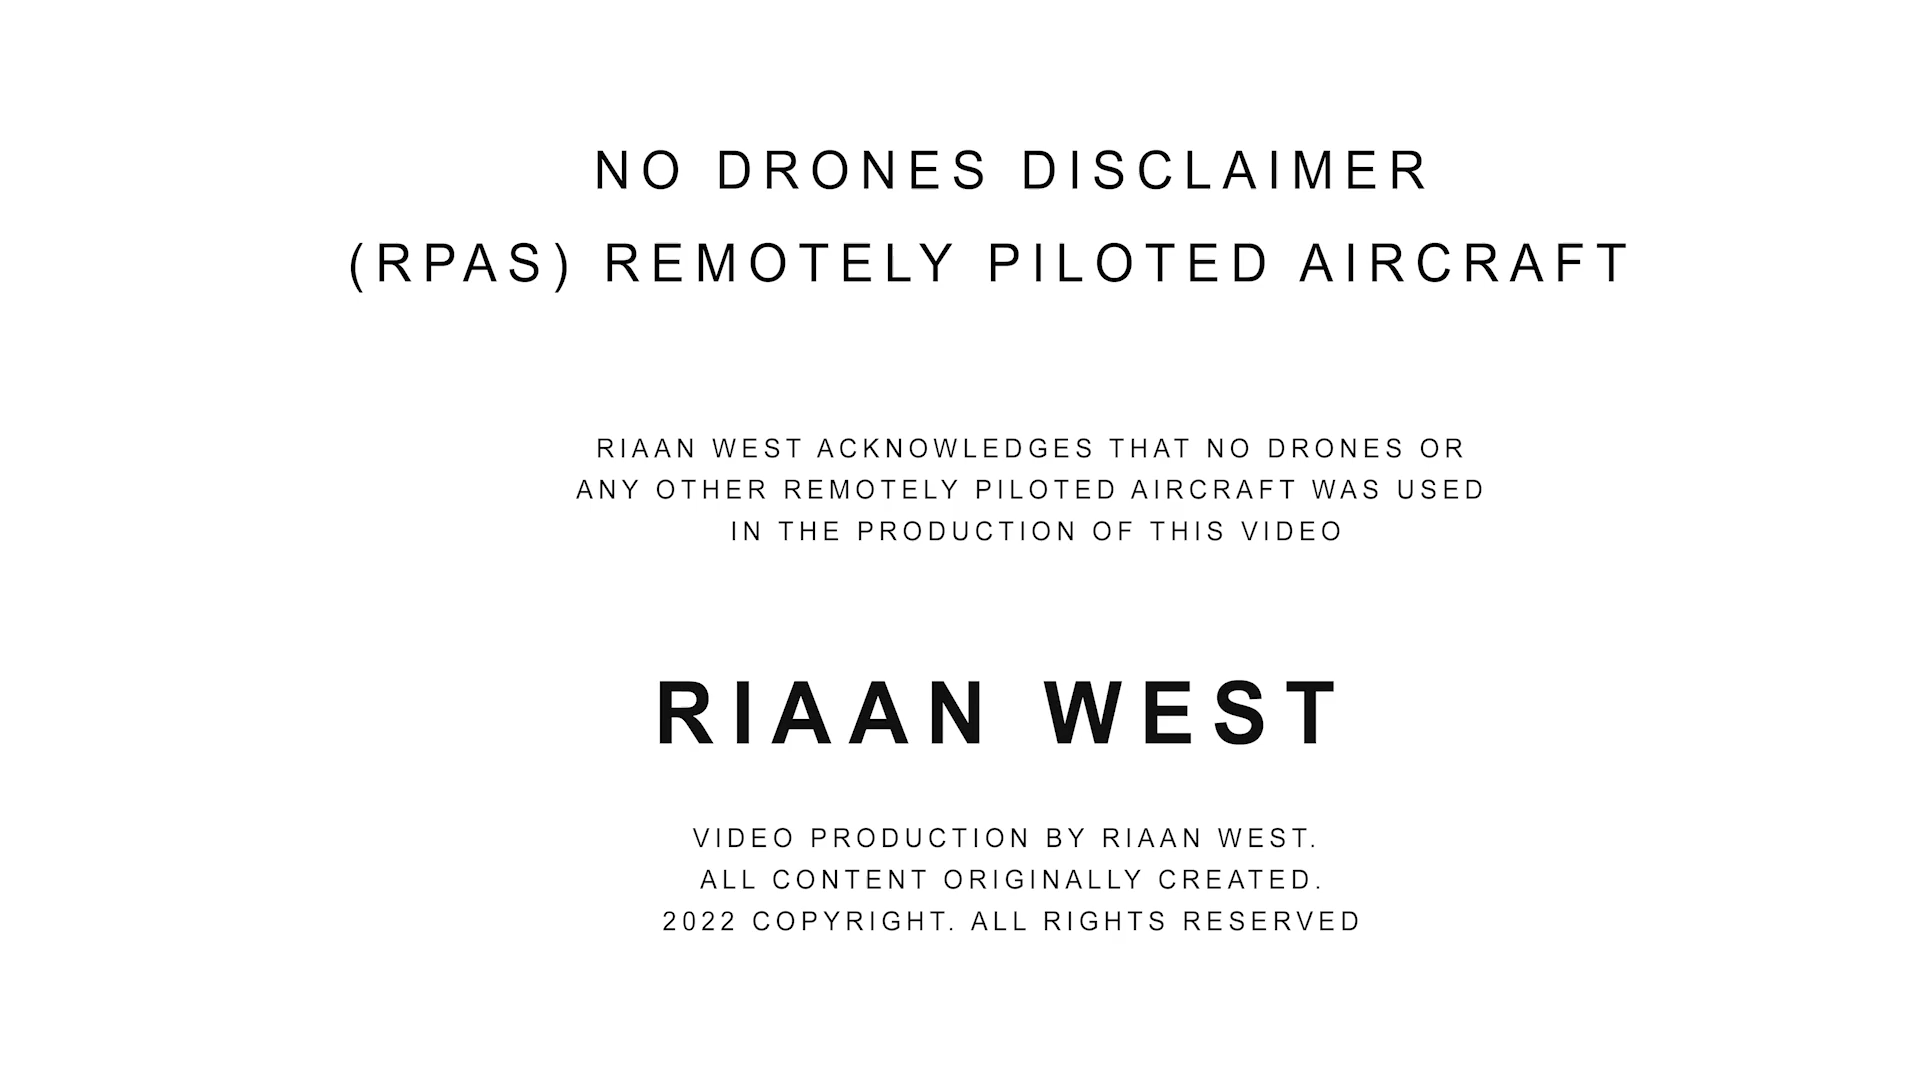 NO DRONES DISCLAIMER
(RPAS) REMOTELY PILOTED AIRCRAFT
RIAAN WEST ACKNOWLEDGES THAT NO DRONES OR
ANY OTHER REMOTELY PILOTED AIRCRAFT WAS USED
IN THE PRODUCTION OF THIS VIDEO
RIAAN WEST
VIDEO PRODUCTION BY RIAAN WEST.
ALL CONTENT ORIGINALLY CREATED.
2022 COPYRIGHT. ALL RIGHTS RESERVED